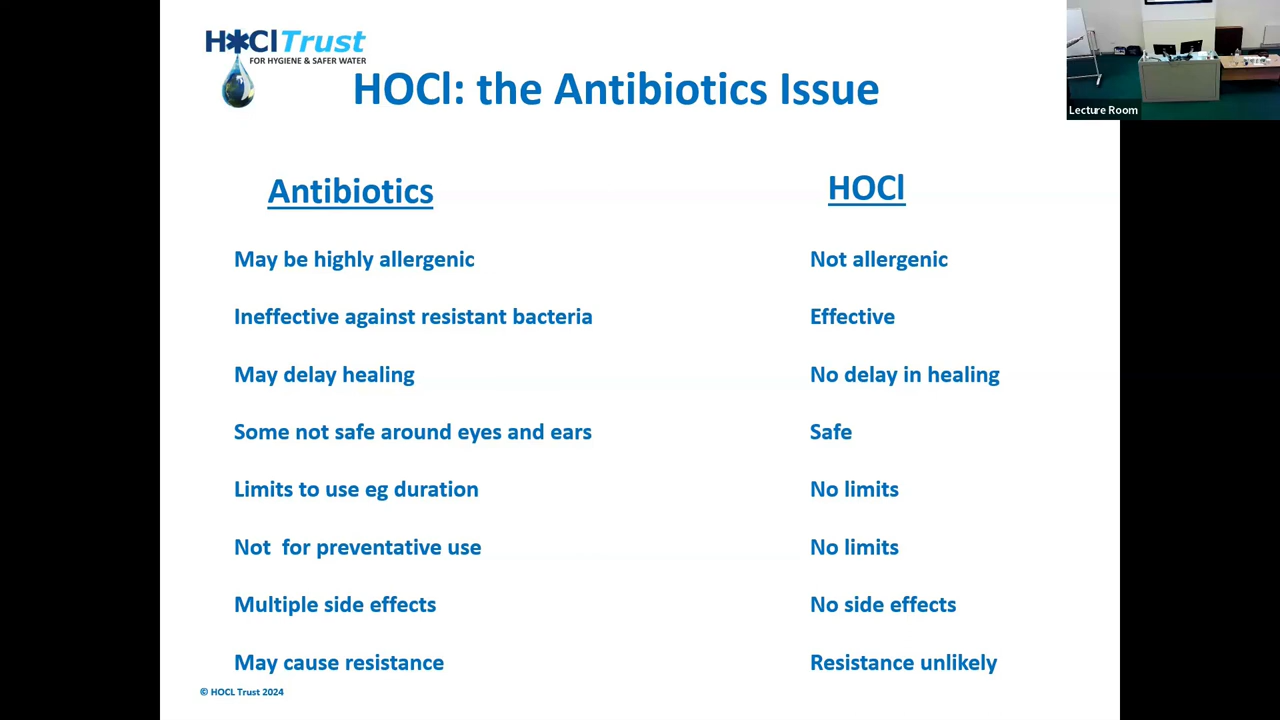 H*Cl Trust
FOR HYGIENE & SAFER WATER
HOCl: the Antibiotics Issue
Lecture Room
Antibiotics HOCl
May be highly allergenic Not allergenic
Ineffective against resistant bacteria Effective
May delay healing No delay in healing
Some not safe around eyes and ears Safe
Limits to use eg duration No limits
Not for preventative use No limits
Multiple side effects No side effects
May cause resistance Resistance unlikely
© HOCL Trust 2024